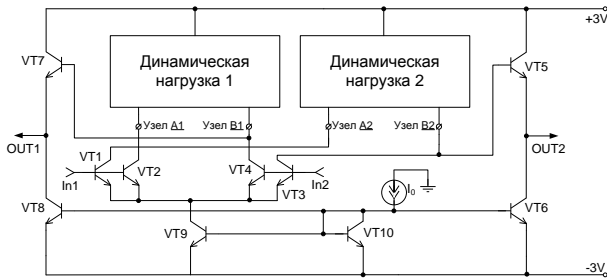 +3V
VT7
Динамическая нагрузка 1
Динамическая нагрузка 2
VT5
Узел A1
Узел B1
Узел A2
Узел B2
OUT1
OUT2
VT1
VT2
VT4
In1
In2
VT3
I0
VT8
VT6
VT9
VT10
-3V